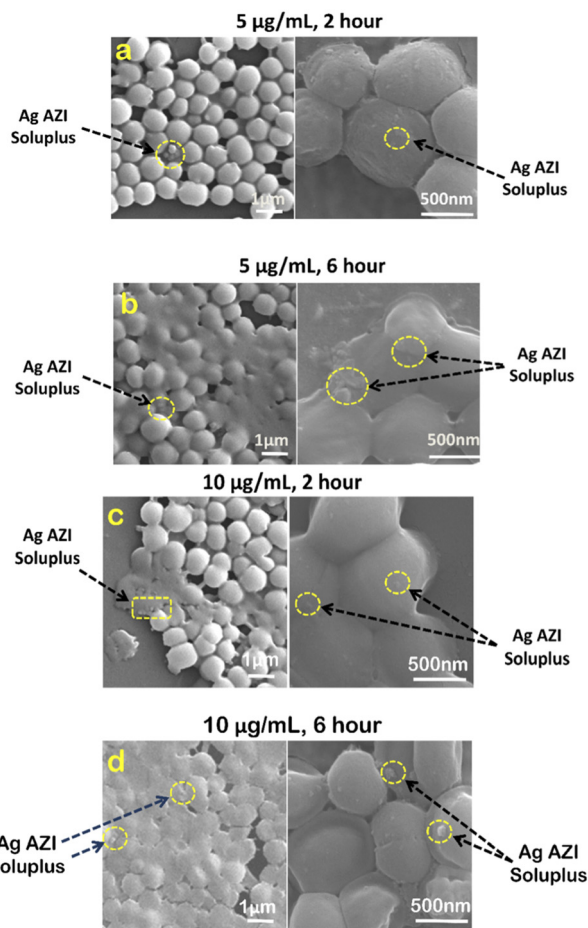 5 µg/mL, 2 hour
a
Ag AZI
Soluplus
1µm
500nm
Ag AZI
Soluplus
5 µg/mL, 6 hour
b
Ag AZI
Soluplus
1µm
500nm
Ag AZI
Soluplus
10 µg/mL, 2 hour
c
Ag AZI
Soluplus
1µm
500nm
Ag AZI
Soluplus
10 µg/mL, 6 hour
d
Ag AZI
oluplus
1µm
500nm
Ag AZI
Soluplus